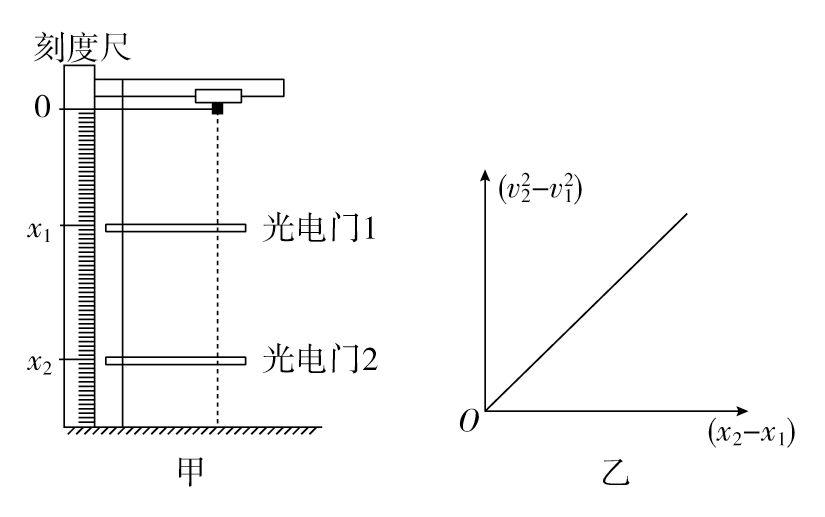 刻度尺
0
x₁
光电门1
x₂
光电门2
甲
(v₂²−v₁²)
O
(x₂−x₁)
乙